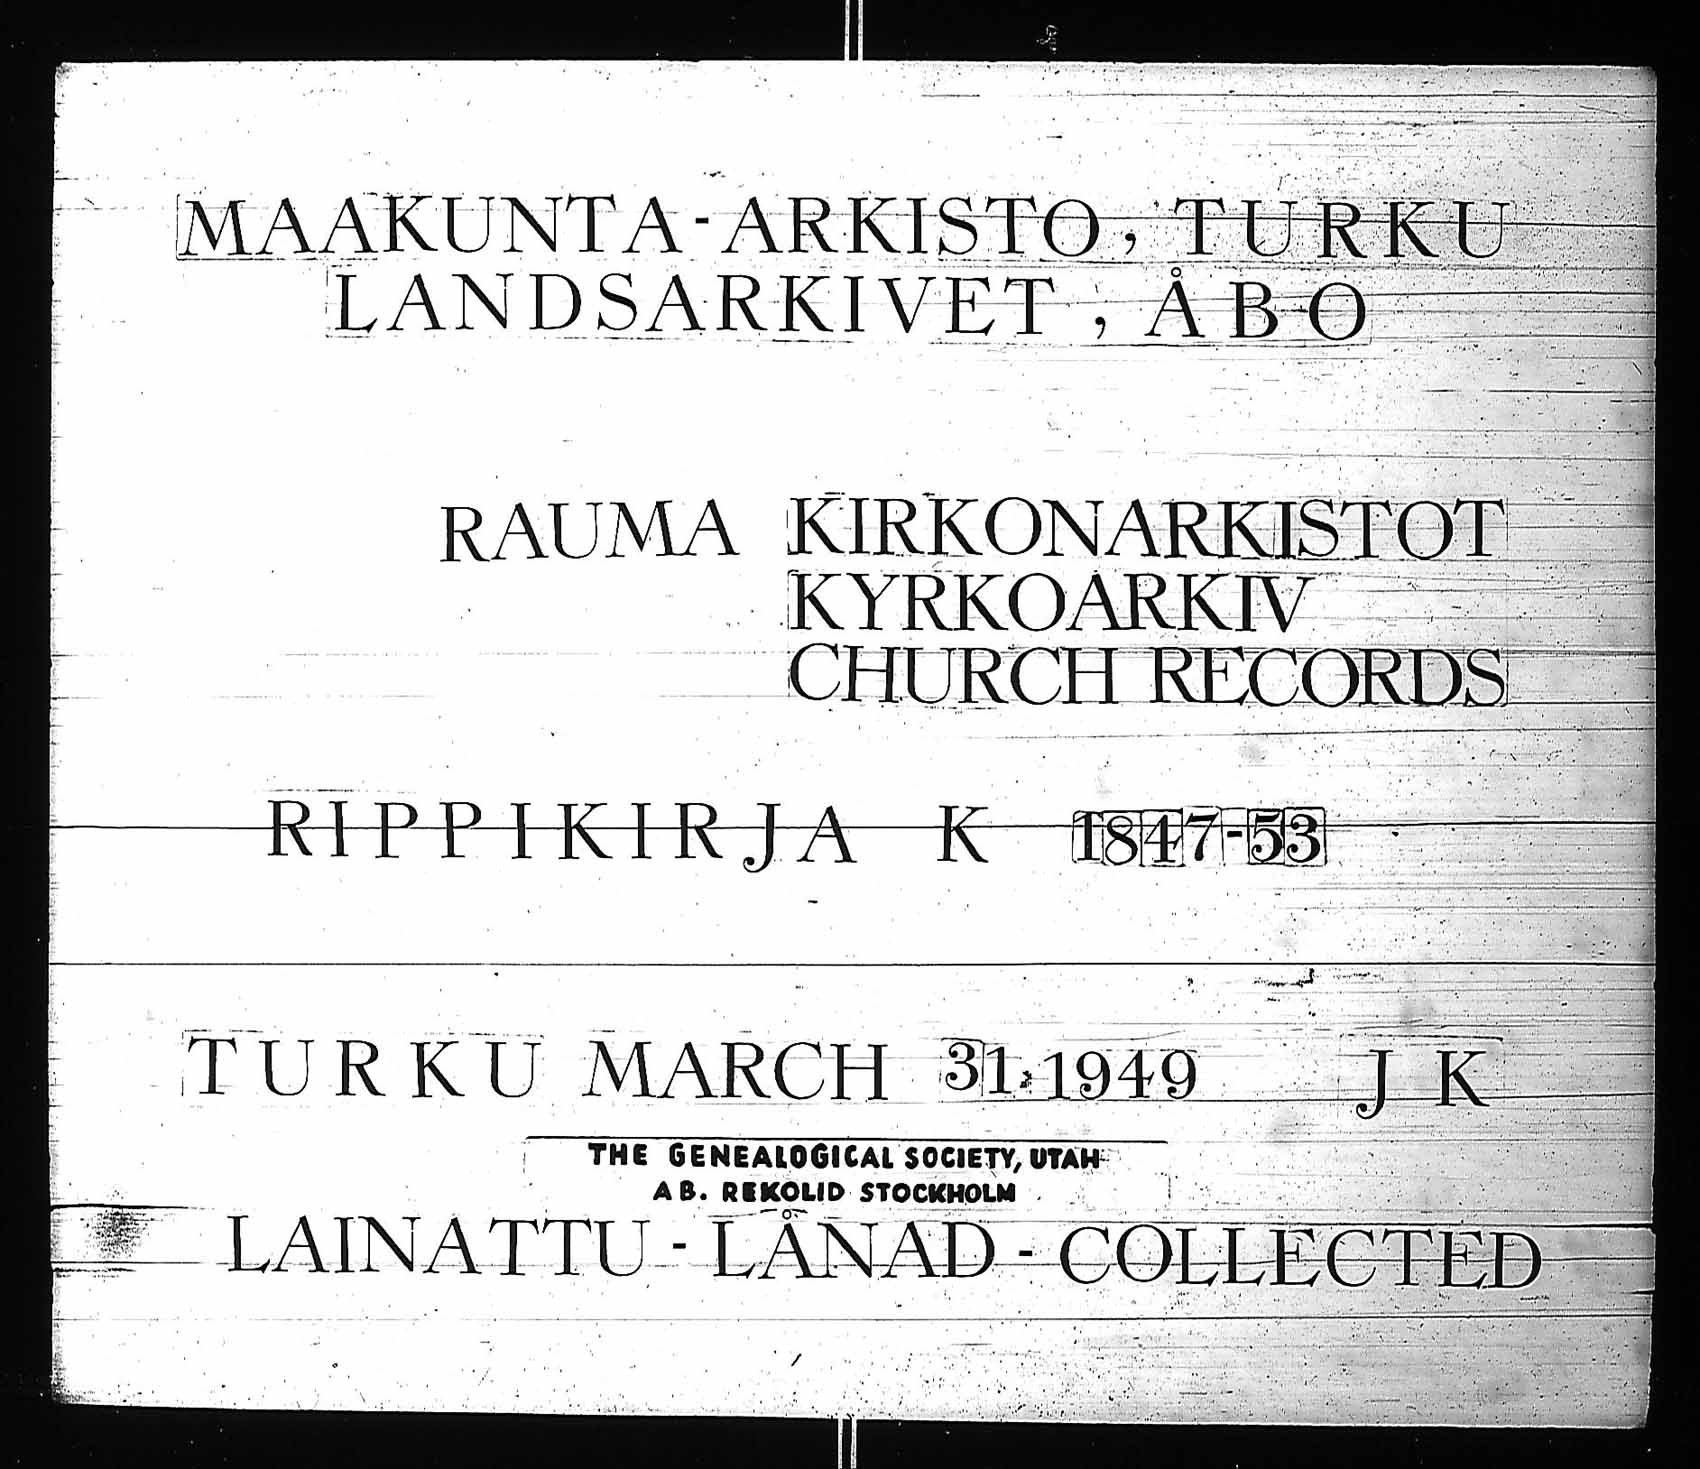 MAAKUNTA-ARKISTO, TURKU
LANDSARKIVET, ÅBO
RAUMA KIRKONARKISTOT
KYRKOARKIV
CHURCH RECORDS
RIPPIKIRJA K 1847-53
TURKU MARCH 31, 1949 J K
THE GENEALOGICAL SOCIETY, UTAH
AB. REKOLID STOCKHOLM
LAINATTU - LÅNAD - COLLECTED